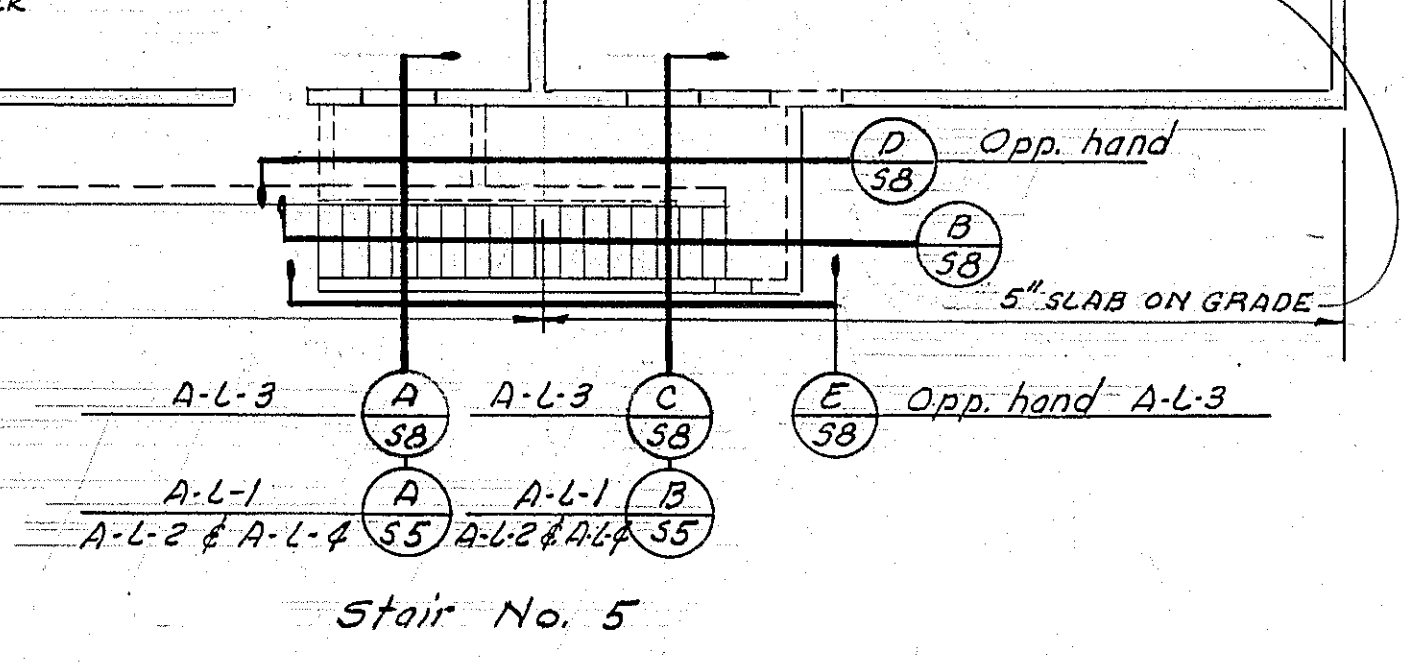 D
S8
Opp. hand
B
S8
5" SLAB ON GRADE
A-L-3
A
S8
A-L-3
C
S8
E
S8
Opp. hand A-L-3
A-L-1
A-L-2 & A-L-4
A
S5
A-L-1
A-L-2 & A-L-4
B
S5
Stair No. 5